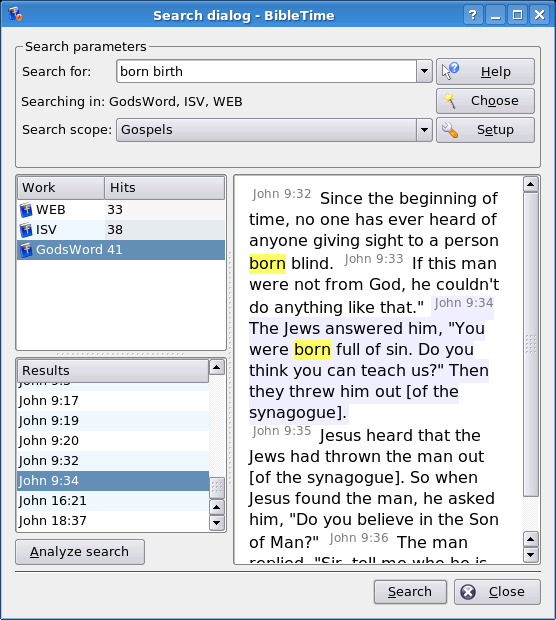 Search dialog - BibleTime
Search parameters
Search for: born birth Help
Searching in: GodsWord, ISV, WEB Choose
Search scope: Gospels Setup
Work Hits
WEB 33
ISV 38
GodsWord 41
Results
John 9:17
John 9:19
John 9:20
John 9:32
John 9:34
John 16:21
John 18:37
Analyze search
John 9:32 Since the beginning of
time, no one has ever heard of
anyone giving sight to a person
born blind. John 9:33 If this man
were not from God, he couldn't
do anything like that." John 9:34
The Jews answered him, "You
were born full of sin. Do you
think you can teach us?" Then
they threw him out [of the
synagogue].
John 9:35 Jesus heard that the
Jews had thrown the man out
[of the synagogue]. So when
Jesus found the man, he asked
him, "Do you believe in the Son
of Man?" John 9:36 The man
replied, "Sir, tell me who he is
Search Close